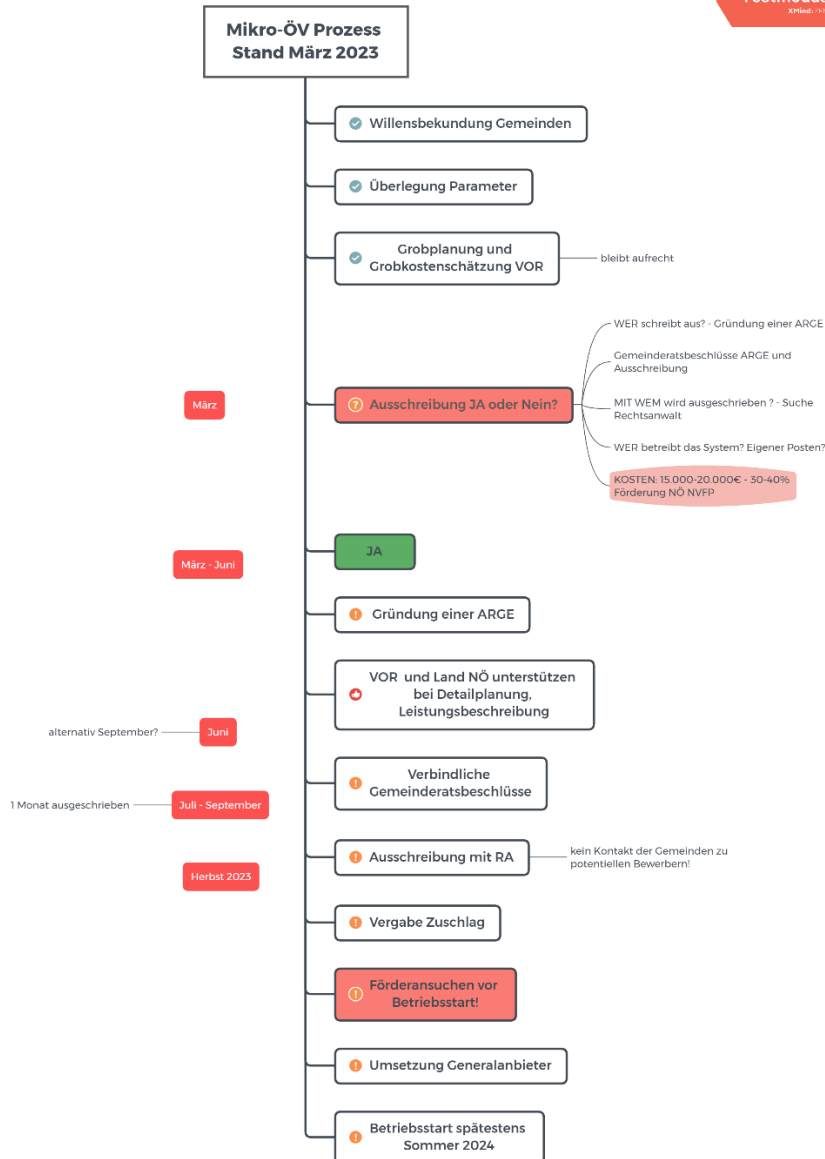 Mikro-ÖV Prozess
Stand März 2023
XMind
Willensbekundung Gemeinden
Überlegung Parameter
Grobplanung und
Grobkostenschätzung VOR
bleibt aufrecht
März
Ausschreibung JA oder Nein?
WER schreibt aus? - Gründung einer ARGE
Gemeinderatsbeschlüsse ARGE und
Ausschreibung
MIT WEM wird ausgeschrieben ? - Suche
Rechtsanwalt
WER betreibt das System? Eigener Posten?
KOSTEN: 15.000-20.000€ - 30-40%
Förderung NÖ NVFP
JA
März - Juni
Gründung einer ARGE
VOR und Land NÖ unterstützen
bei Detailplanung,
Leistungsbeschreibung
alternativ September?
Juni
Verbindliche
Gemeinderatsbeschlüsse
1 Monat ausgeschrieben
Juli - September
Ausschreibung mit RA
kein Kontakt der Gemeinden zu
potentiellen Bewerbern!
Herbst 2023
Vergabe Zuschlag
Förderansuchen vor
Betriebsstart!
Umsetzung Generalanbieter
Betriebsstart spätestens
Sommer 2024